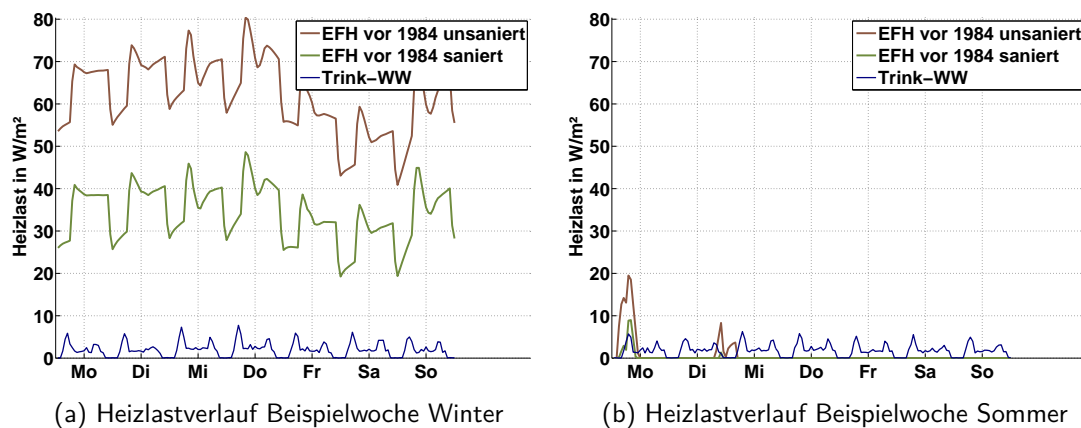 80
70
60
50
40
30
20
10
0
Heizlast in W/m²
EFH vor 1984 unsaniert
EFH vor 1984 saniert
Trink−WW
Mo Di Mi Do Fr Sa So
(a) Heizlastverlauf Beispielwoche Winter
80
70
60
50
40
30
20
10
0
Heizlast in W/m²
EFH vor 1984 unsaniert
EFH vor 1984 saniert
Trink−WW
Mo Di Mi Do Fr Sa So
(b) Heizlastverlauf Beispielwoche Sommer